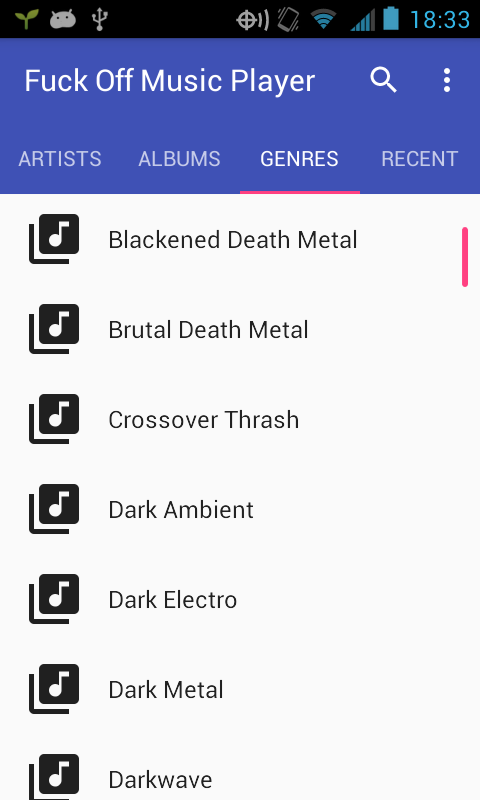 18:33
Fuck Off Music Player
ARTISTS ALBUMS GENRES RECENT
Blackened Death Metal
Brutal Death Metal
Crossover Thrash
Dark Ambient
Dark Electro
Dark Metal
Darkwave